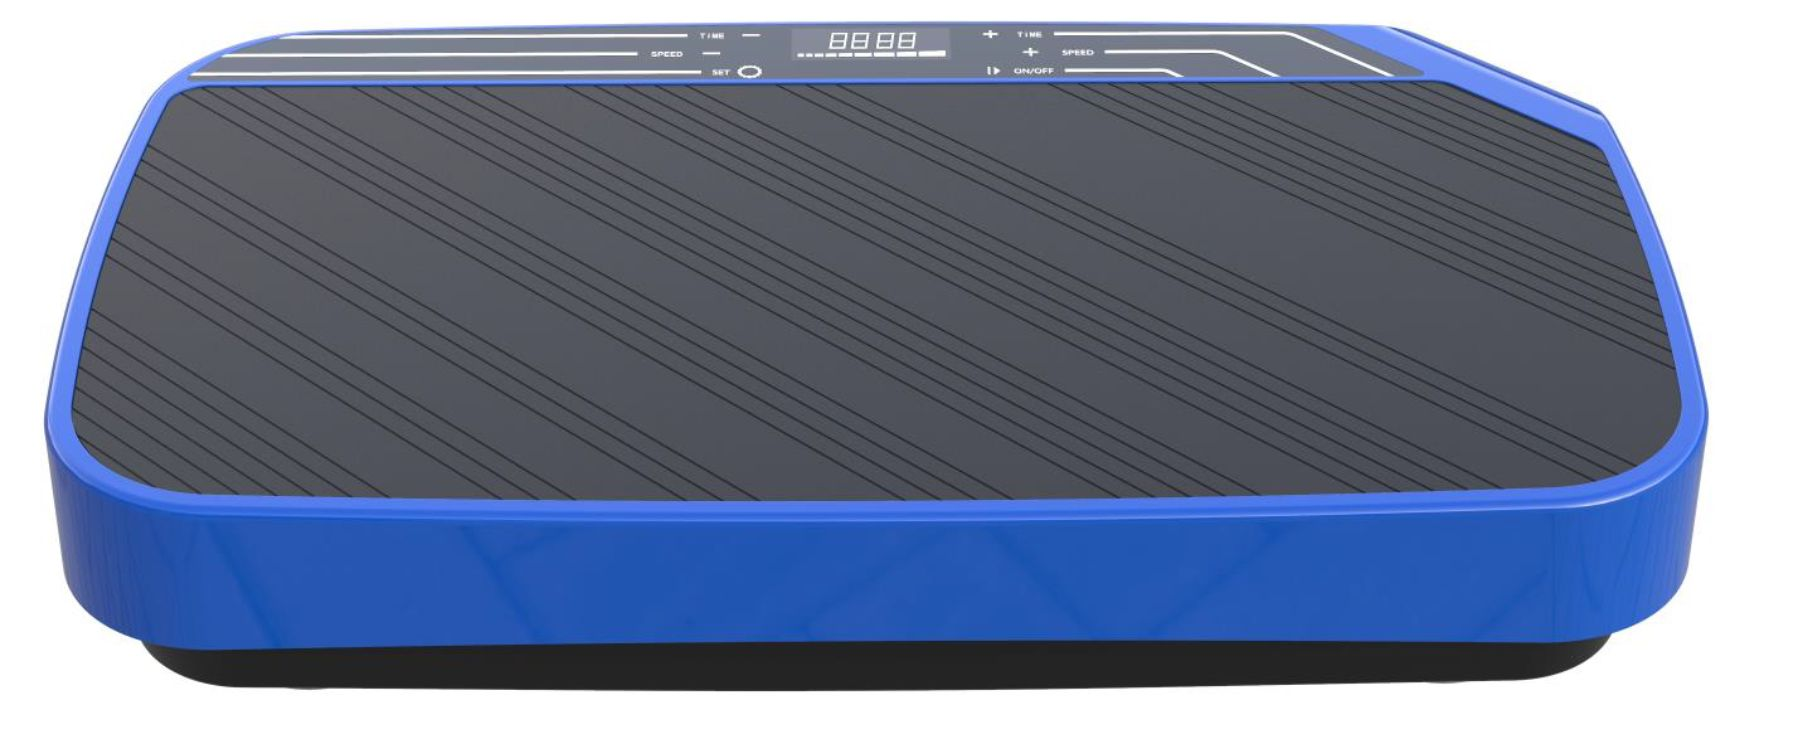 TIME — 8888 + TIME
SPEED — + SPEED
SET ON/OFF